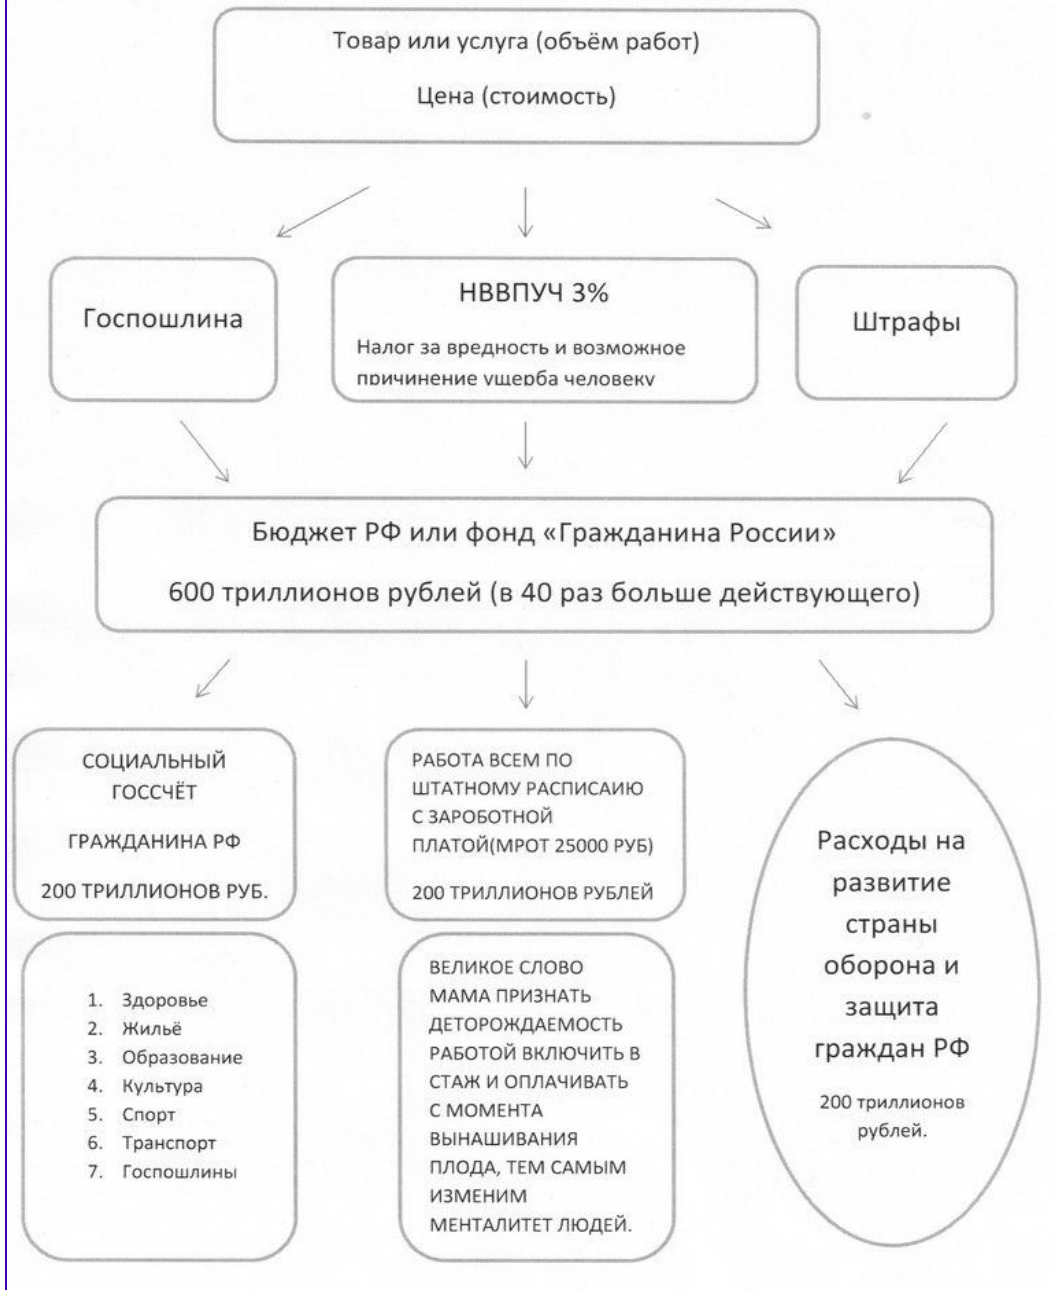 Товар или услуга (объём работ)
Цена (стоимость)
Госпошлина
НВВПУЧ 3%
Налог за вредность и возможное
причинение ущерба человеку
Штрафы
Бюджет РФ или фонд «Гражданина России»
600 триллионов рублей (в 40 раз больше действующего)
СОЦИАЛЬНЫЙ
ГОССЧЁТ
ГРАЖДАНИНА РФ
200 ТРИЛЛИОНОВ РУБ.
1. Здоровье
2. Жильё
3. Образование
4. Культура
5. Спорт
6. Транспорт
7. Госпошлины
РАБОТА ВСЕМ ПО
ШТАТНОМУ РАСПИСАИЮ
С ЗАРОБОТНОЙ
ПЛАТОЙ(МРОТ 25000 РУБ)
200 ТРИЛЛИОНОВ РУБЛЕЙ
ВЕЛИКОЕ СЛОВО
МАМА ПРИЗНАТЬ
ДЕТОРОЖДАЕМОСТЬ
РАБОТОЙ ВКЛЮЧИТЬ В
СТАЖ И ОПЛАЧИВАТЬ
С МОМЕНТА
ВЫНАШИВАНИЯ
ПЛОДА, ТЕМ САМЫМ
ИЗМЕНИМ
МЕНТАЛИТЕТ ЛЮДЕЙ.
Расходы на
развитие
страны
оборона и
защита
граждан РФ
200 триллионов
рублей.